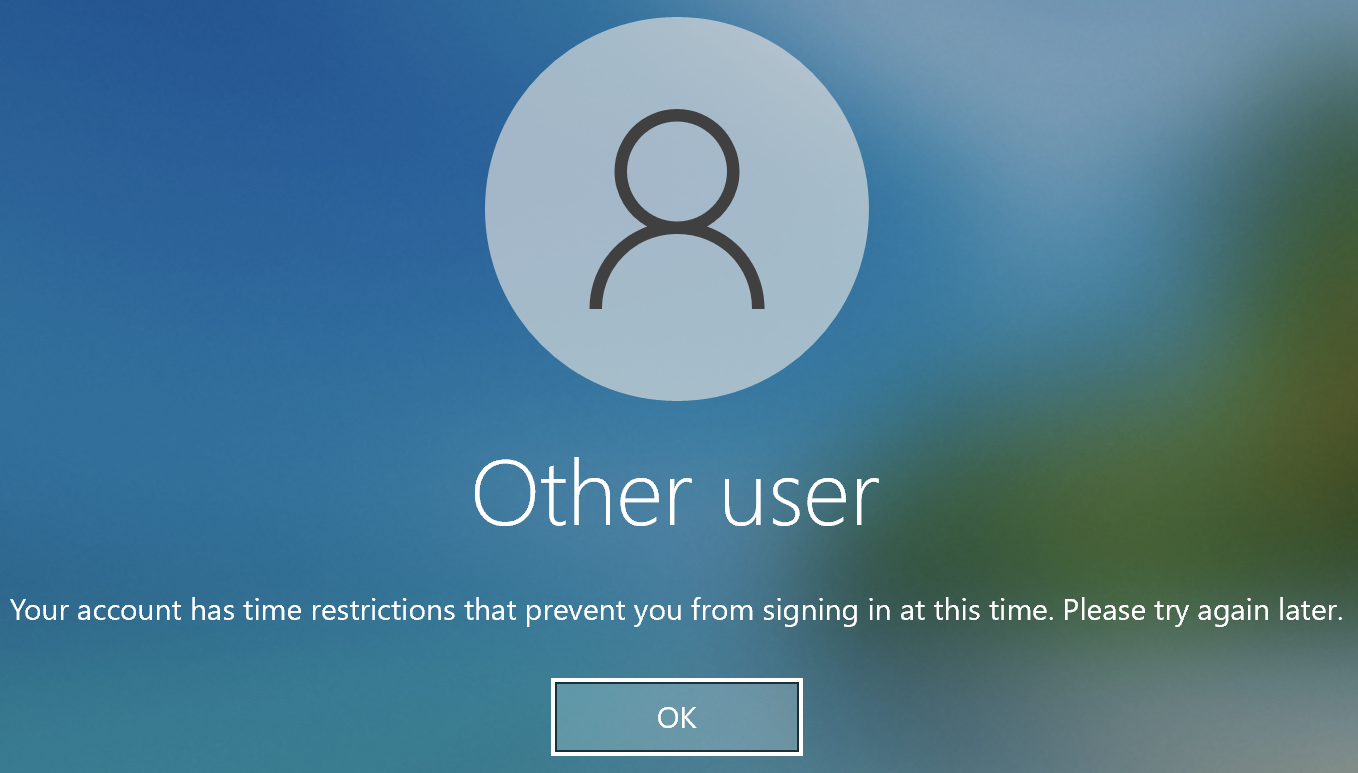 Other user
Your account has time restrictions that prevent you from signing in at this time. Please try again later.
OK